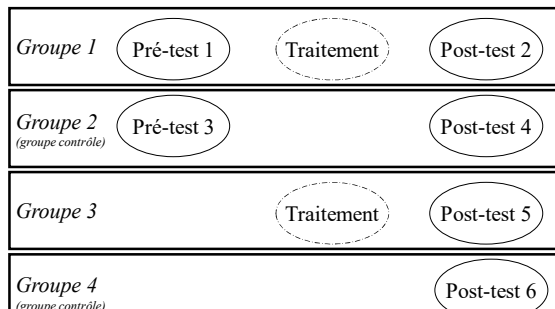 Groupe 1 Pré-test 1 Traitement Post-test 2
Groupe 2 Pré-test 3 Post-test 4
(groupe contrôle)
Groupe 3 Traitement Post-test 5
Groupe 4 Post-test 6
(groupe contrôle)